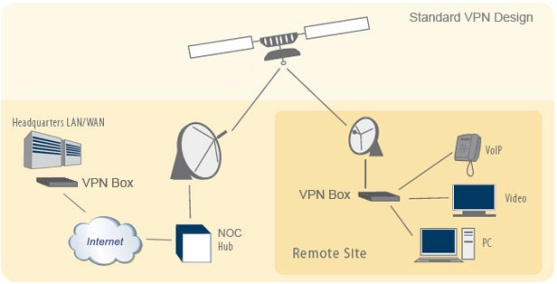 Standard VPN Design
Headquarters LAN/WAN
VPN Box
Internet
NOC
Hub
VoIP
VPN Box
Video
PC
Remote Site